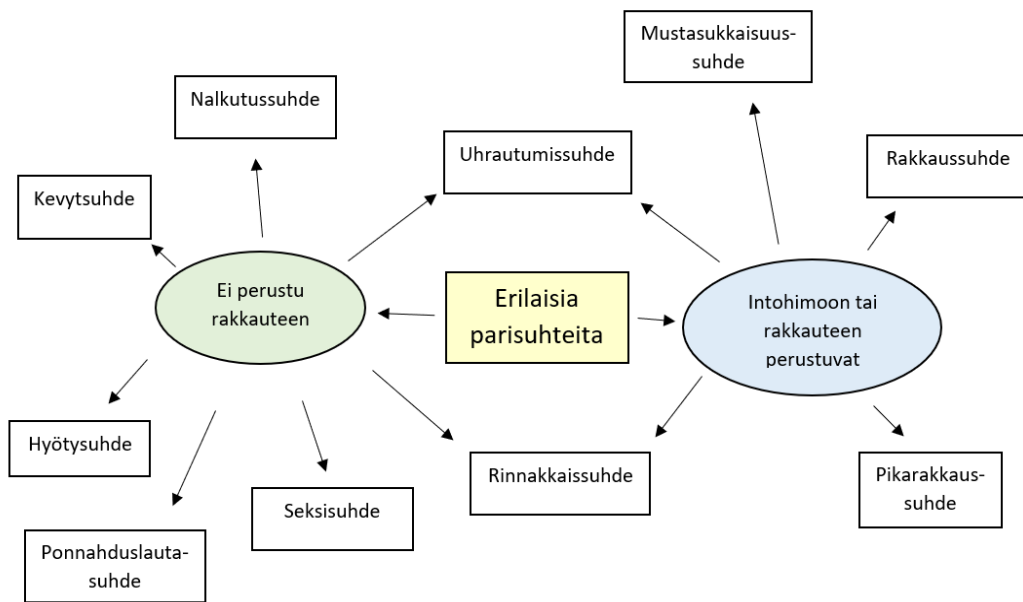 Mustasukkaisuus-
suhde
Nalkutussuhde
Uhrautumissuhde
Rakkaussuhde
Kevytsuhde
Ei perustu
rakkauteen
Erilaisia
parisuhteita
Intohimoon tai
rakkauteen
perustuvat
Hyötysuhde
Rinnakkaissuhde
Pikarakkaus-
suhde
Seksisuhde
Ponnahduslauta-
suhde